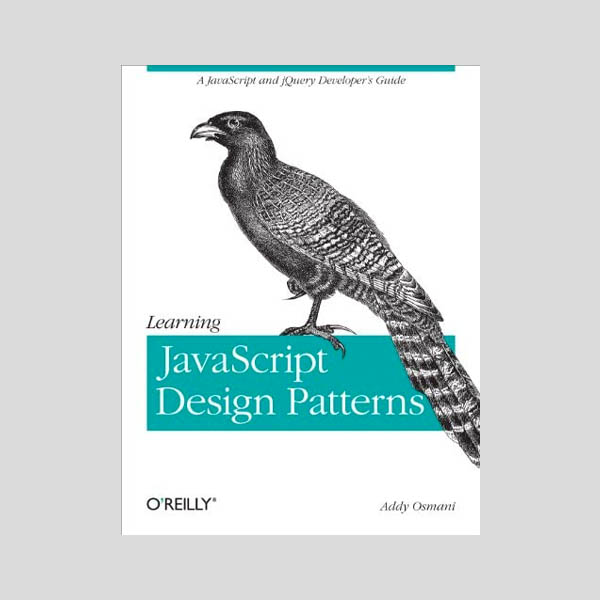 A JavaScript and jQuery Developer's Guide
Learning
JavaScript
Design Patterns
O'REILLY®
Addy Osmani